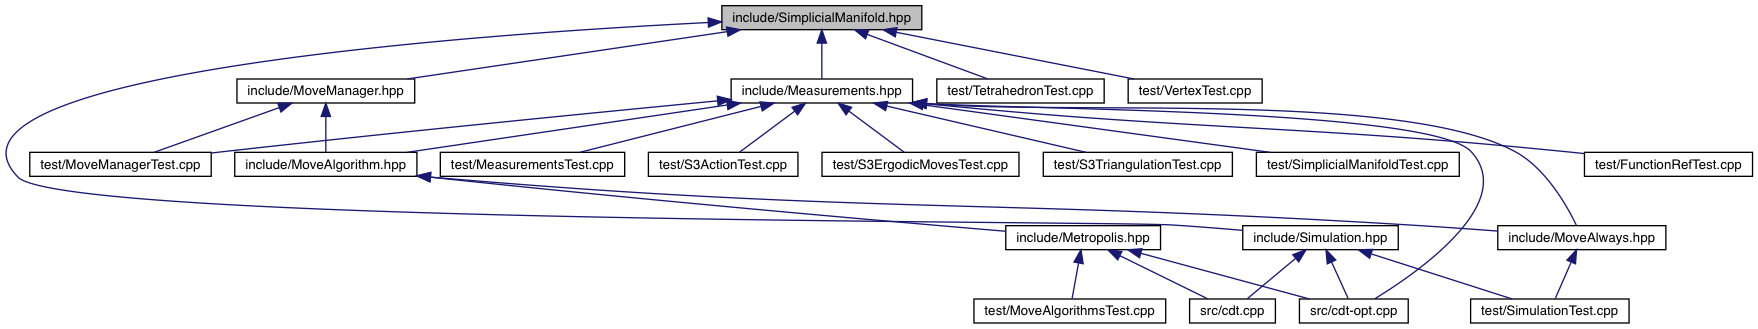 include/SimplicialManifold.hpp
include/MoveManager.hpp
include/Measurements.hpp
test/TetrahedronTest.cpp
test/VertexTest.cpp
test/MoveManagerTest.cpp
include/MoveAlgorithm.hpp
test/MeasurementsTest.cpp
test/S3ActionTest.cpp
test/S3ErgodicMovesTest.cpp
test/S3TriangulationTest.cpp
test/SimplicialManifoldTest.cpp
test/FunctionRefTest.cpp
include/Metropolis.hpp
include/Simulation.hpp
include/MoveAlways.hpp
test/MoveAlgorithmsTest.cpp
src/cdt.cpp
src/cdt-opt.cpp
test/SimulationTest.cpp